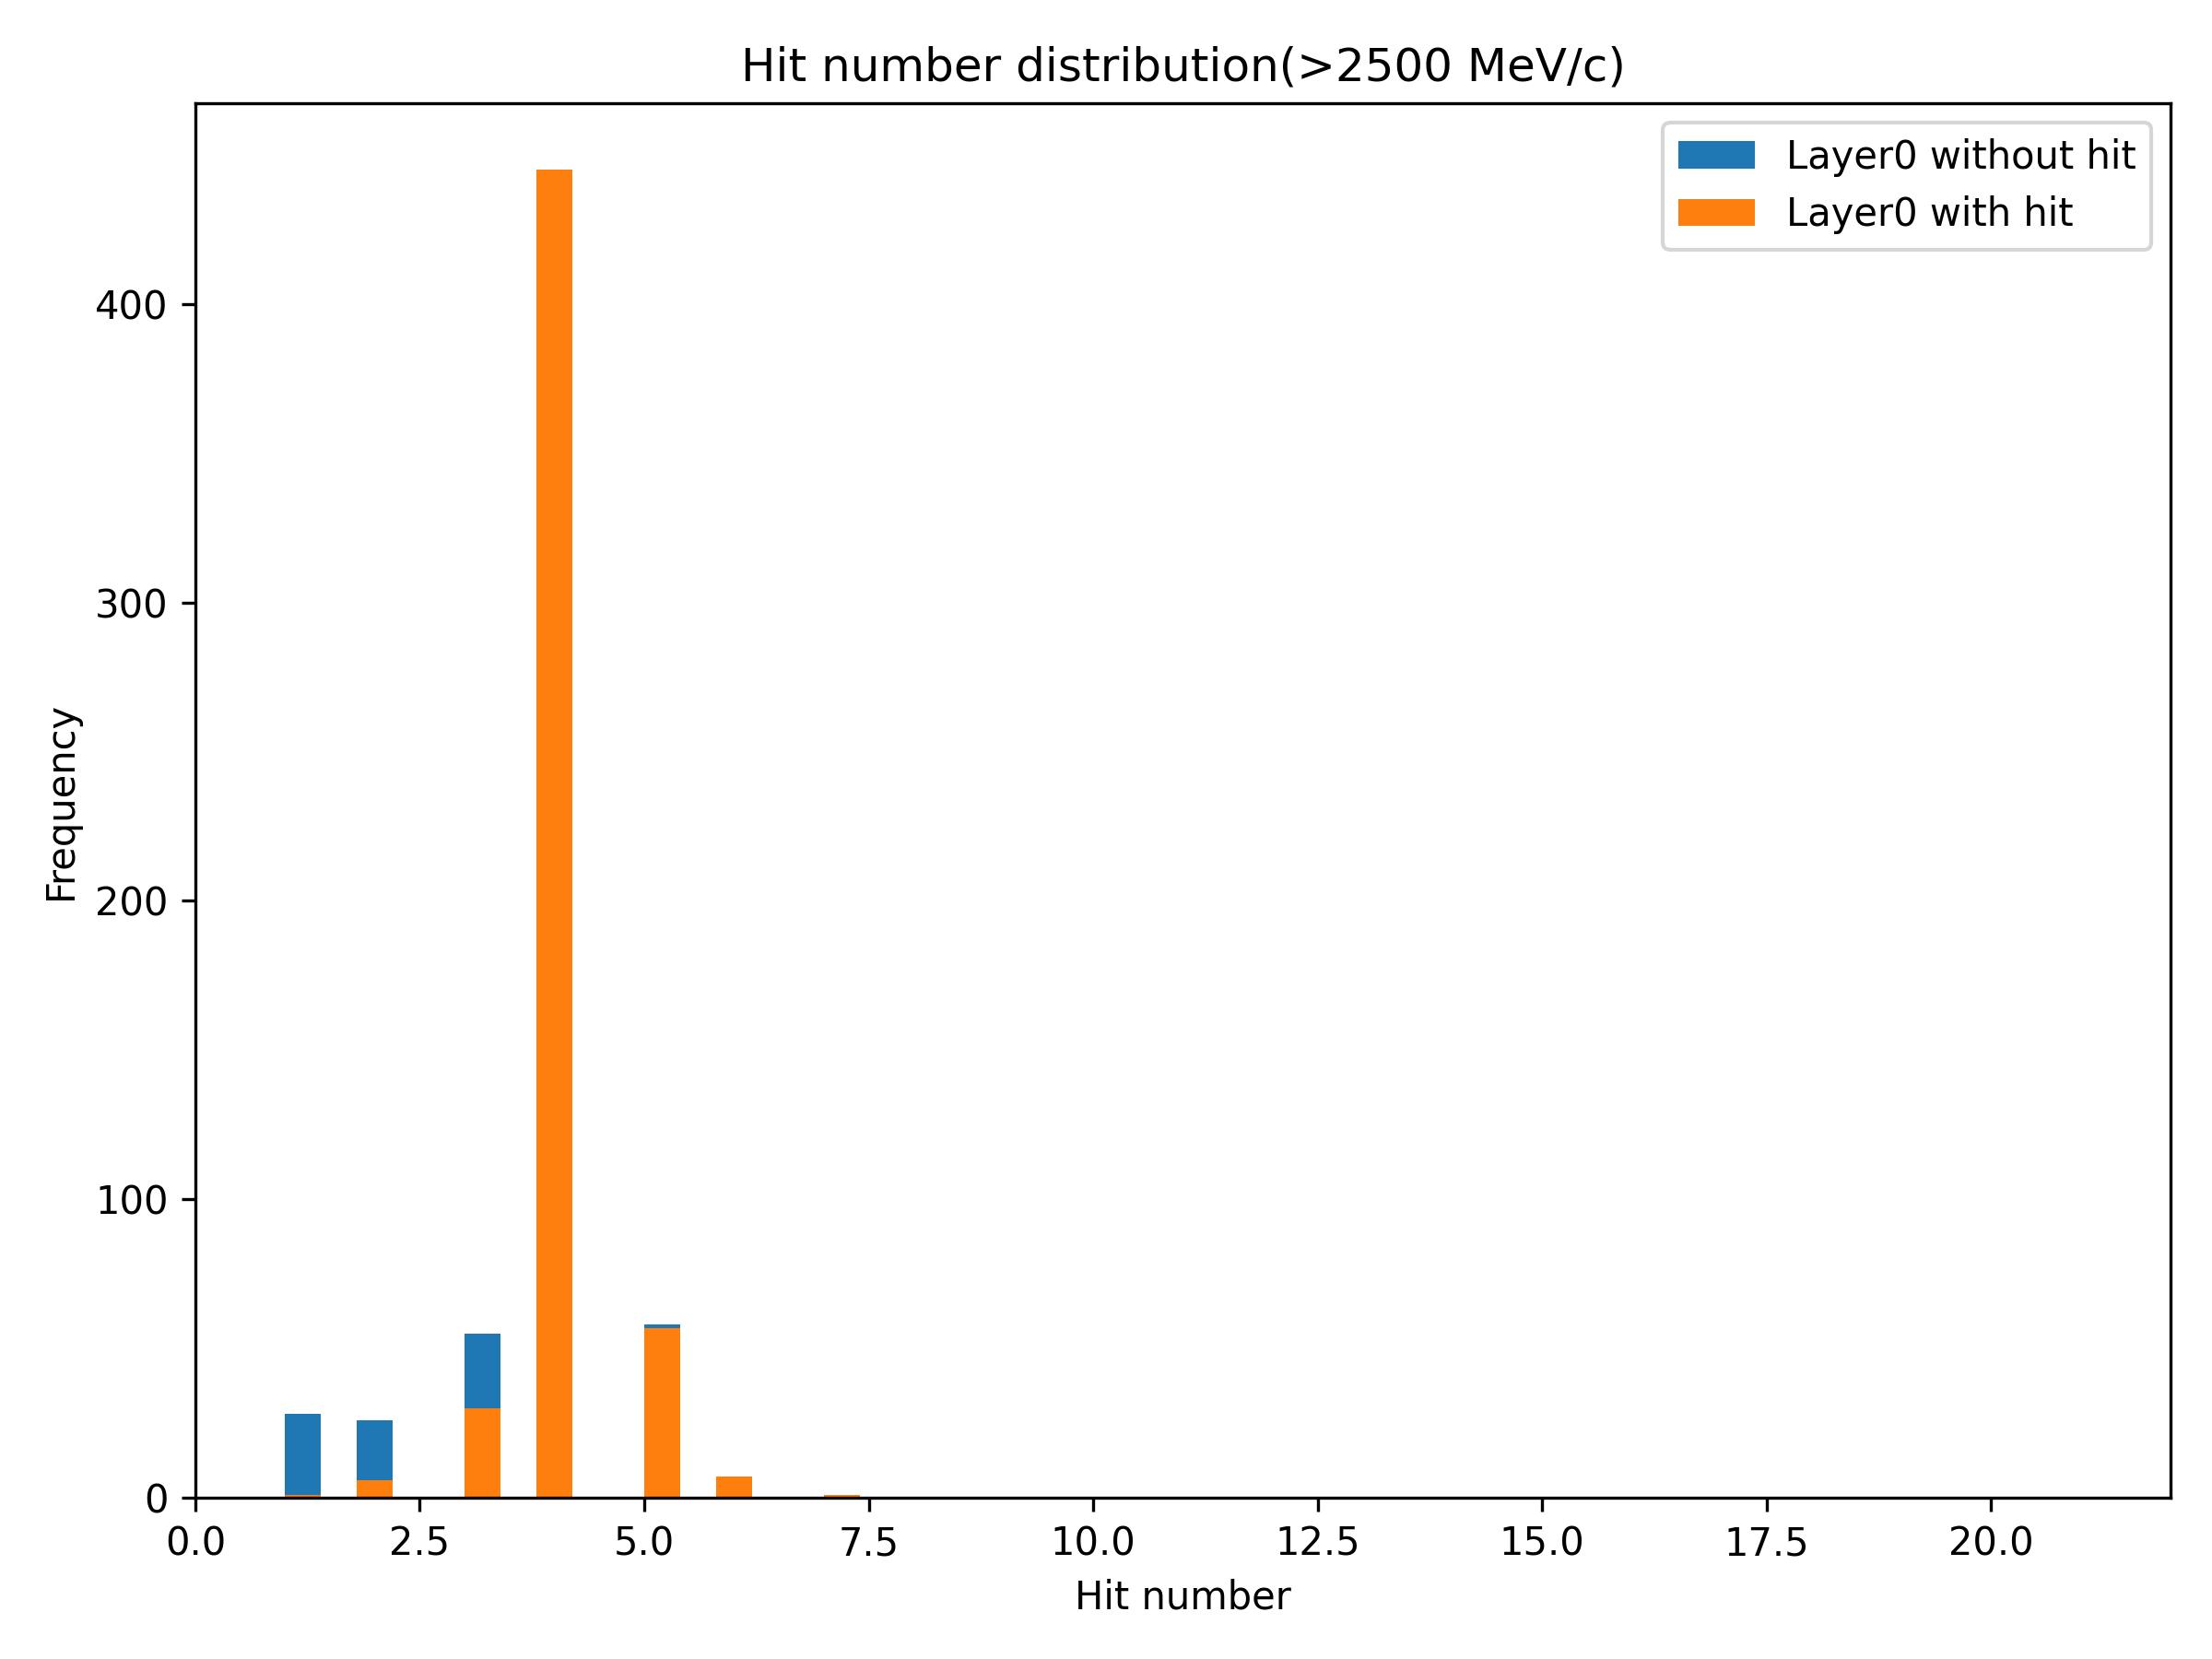 Hit number distribution(>2500 MeV/c)
Layer0 without hit
Layer0 with hit
Frequency
400
300
200
100
0
0.0 2.5 5.0 7.5 10.0 12.5 15.0 17.5 20.0
Hit number